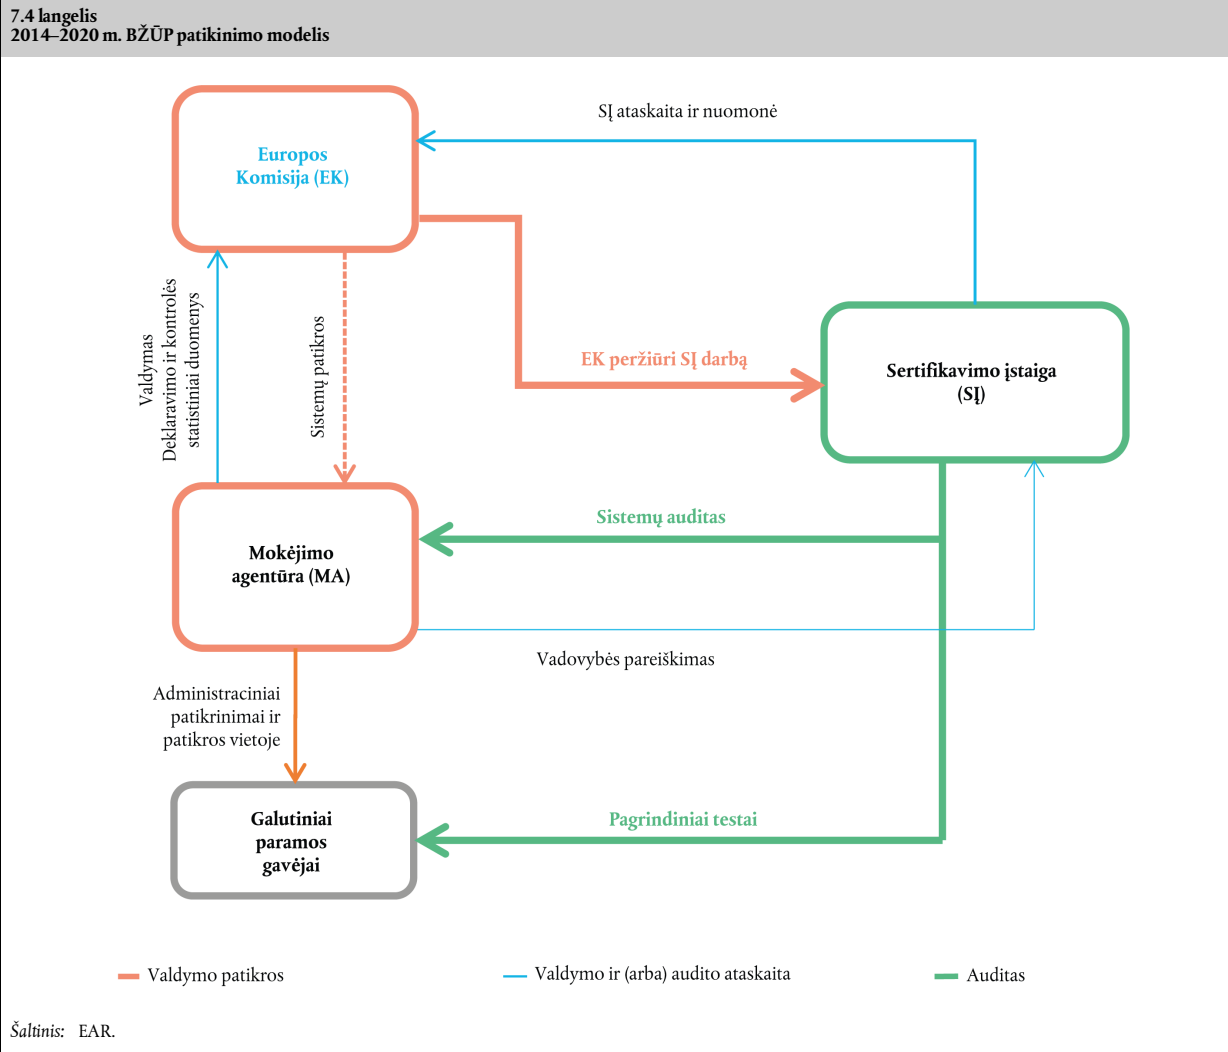 7.4 langelis
2014–2020 m. BŽŪP patikinimo modelis
SĮ ataskaita ir nuomonė
Europos
Komisija (EK)
Valdymas
Deklaravimo ir kontrolės
statistiniai duomenys
Sistemų patikros
EK peržiūri SĮ darbą
Sertifikavimo įstaiga
(SĮ)
Sistemų auditas
Mokėjimo
agentūra (MA)
Vadovybės pareiškimas
Administraciniai
patikrinimai ir
patikros vietoje
Galutiniai
paramos
gavėjai
Pagrindiniai testai
Valdymo patikros
Valdymo ir (arba) audito ataskaita
Auditas
Šaltinis: EAR.